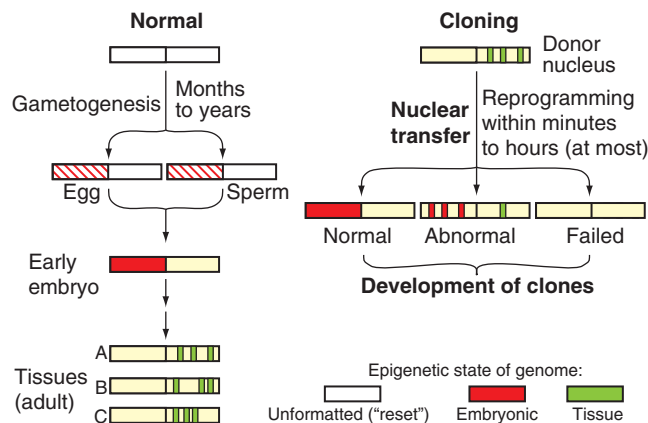 Normal
Gametogenesis
Months
to years
Egg
Sperm
Early
embryo
Tissues
(adult)
A
B
C
Cloning
Donor
nucleus
Nuclear
transfer
Reprogramming
within minutes
to hours (at most)
Normal
Abnormal
Failed
Development of clones
Epigenetic state of genome:
Unformatted (“reset”)
Embryonic
Tissue